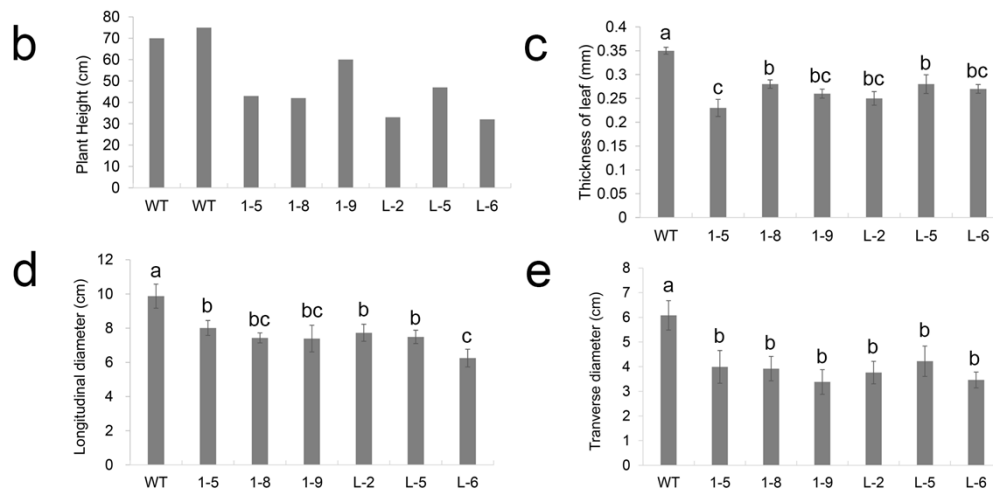 b
Plant Height (cm)
80
70
60
50
40
30
20
10
0
WT WT 1-5 1-8 1-9 L-2 L-5 L-6
c
Thickness of leaf (mm)
0.4
0.35
0.3
0.25
0.2
0.15
0.1
0.05
0
a c b bc bc b bc
WT 1-5 1-8 1-9 L-2 L-5 L-6
d
Longitudinal diameter (cm)
12
10
8
6
4
2
0
a b bc bc b b c
WT 1-5 1-8 1-9 L-2 L-5 L-6
e
Tranverse diameter (cm)
8
7
6
5
4
3
2
1
0
a b b b b b b
WT 1-5 1-8 1-9 L-2 L-5 L-6